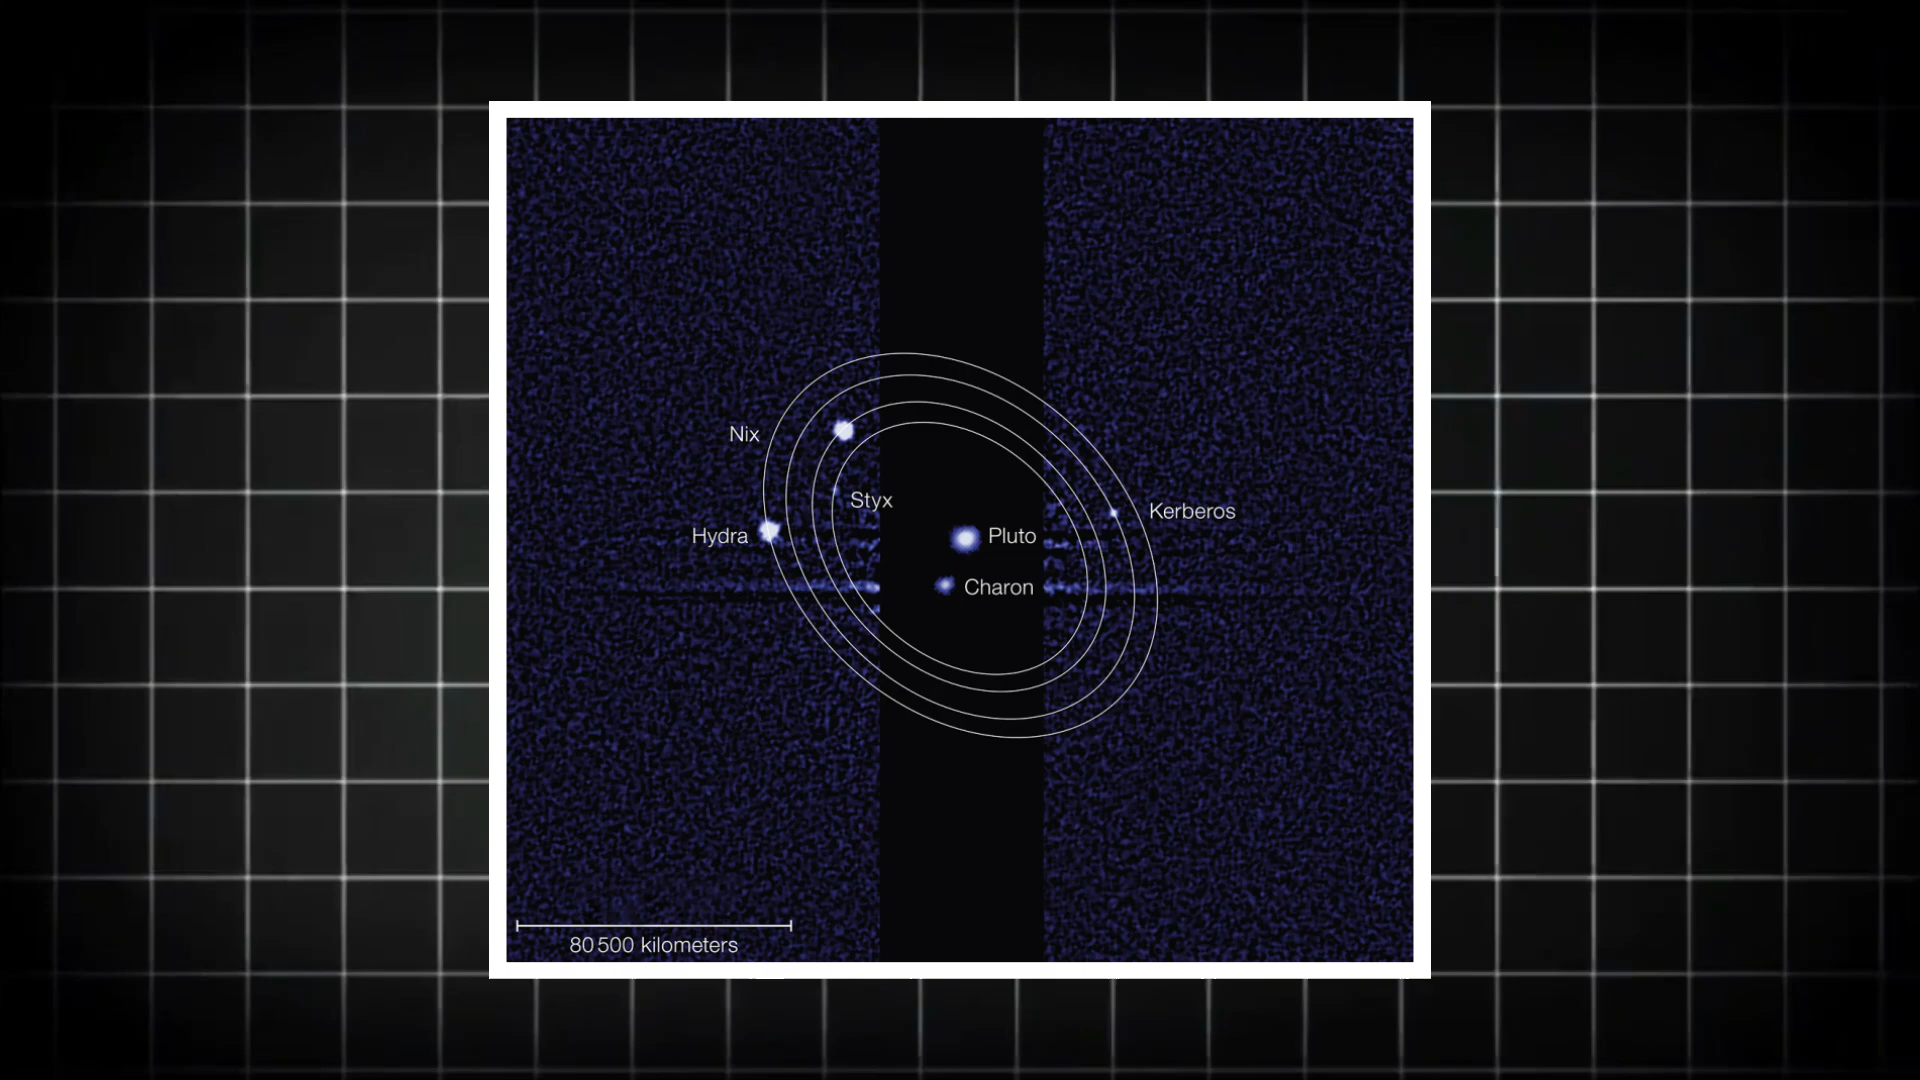 Nix
Styx
Kerberos
Hydra
Pluto
Charon
80 500 kilometers